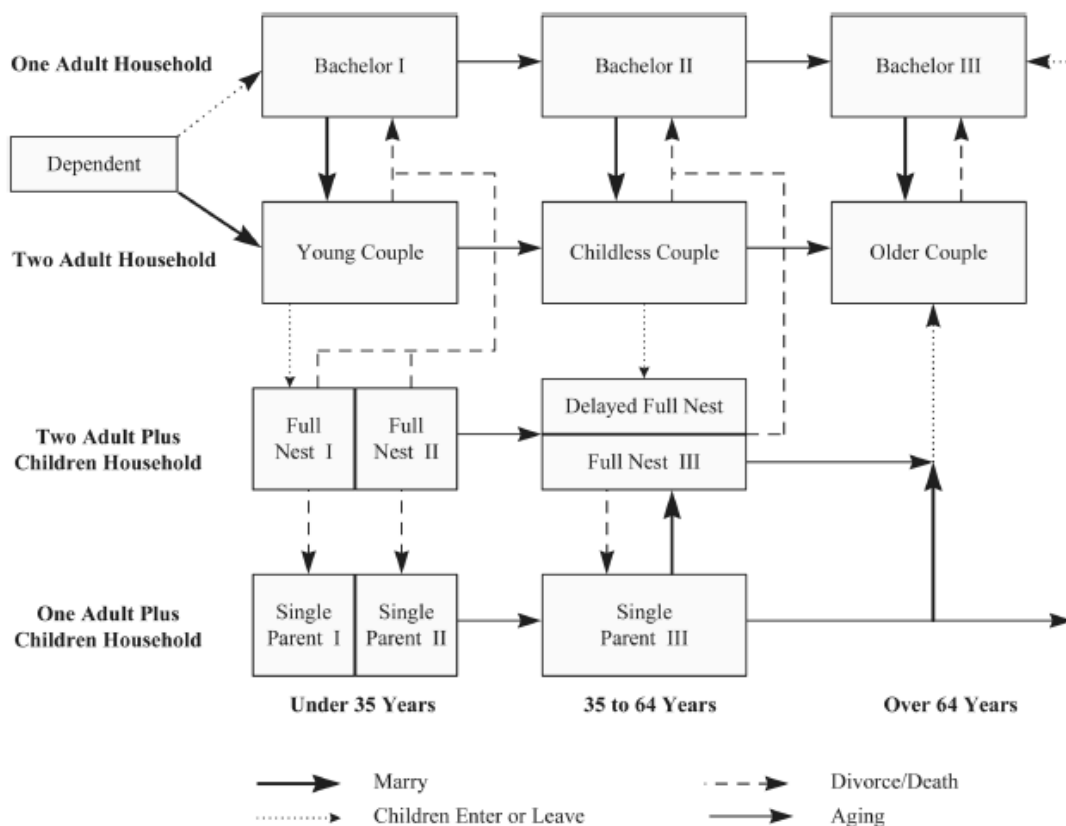 One Adult Household
Bachelor I
Bachelor II
Bachelor III
Dependent
Two Adult Household
Young Couple
Childless Couple
Older Couple
Two Adult Plus
Children Household
Full
Nest I
Full
Nest II
Delayed Full Nest
Full Nest III
One Adult Plus
Children Household
Single
Parent I
Single
Parent II
Single
Parent III
Under 35 Years
35 to 64 Years
Over 64 Years
Marry
Divorce/Death
Children Enter or Leave
Aging